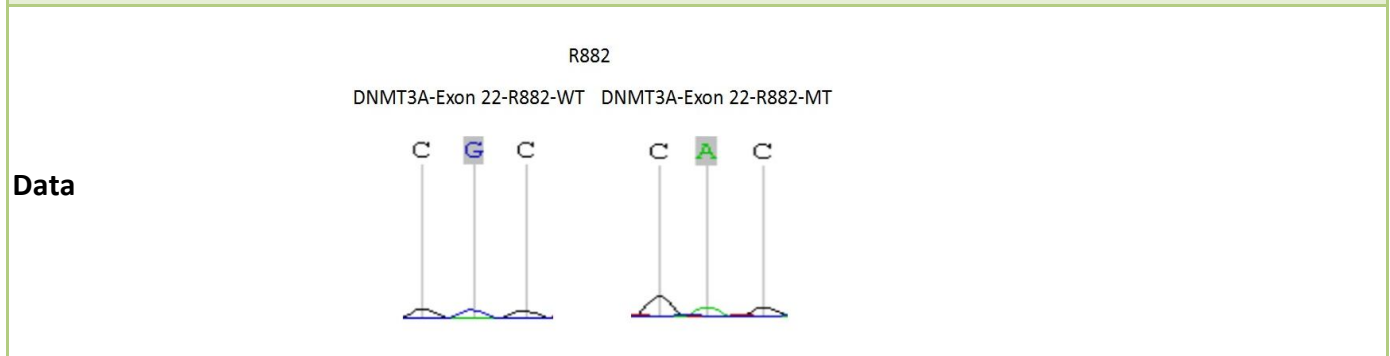 R882
DNMT3A-Exon 22-R882-WT DNMT3A-Exon 22-R882-MT
C G C C A C
Data